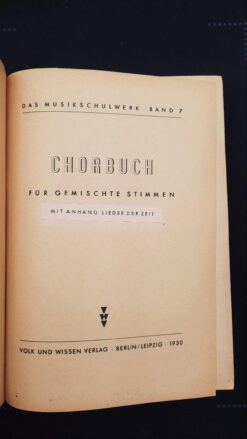 DAS MUSIKSCHULWERK · BAND 7
CHORBUCH
FÜR GEMISCHTE STIMMEN
MIT ANHANG LIEDER DER ZEIT
VOLK UND WISSEN VERLAG · BERLIN/LEIPZIG · 1950